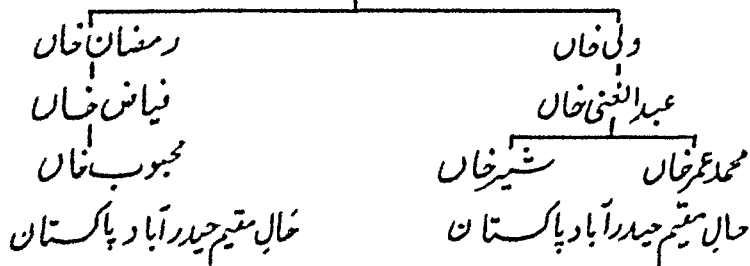 ولی خاں رمضان خاں
عبدالغنی خاں فیاض خاں
محمد عمر خاں شیر خاں محبوب خاں
حال مقیم حیدرآباد پاکستان حال مقیم حیدرآباد پاکستان